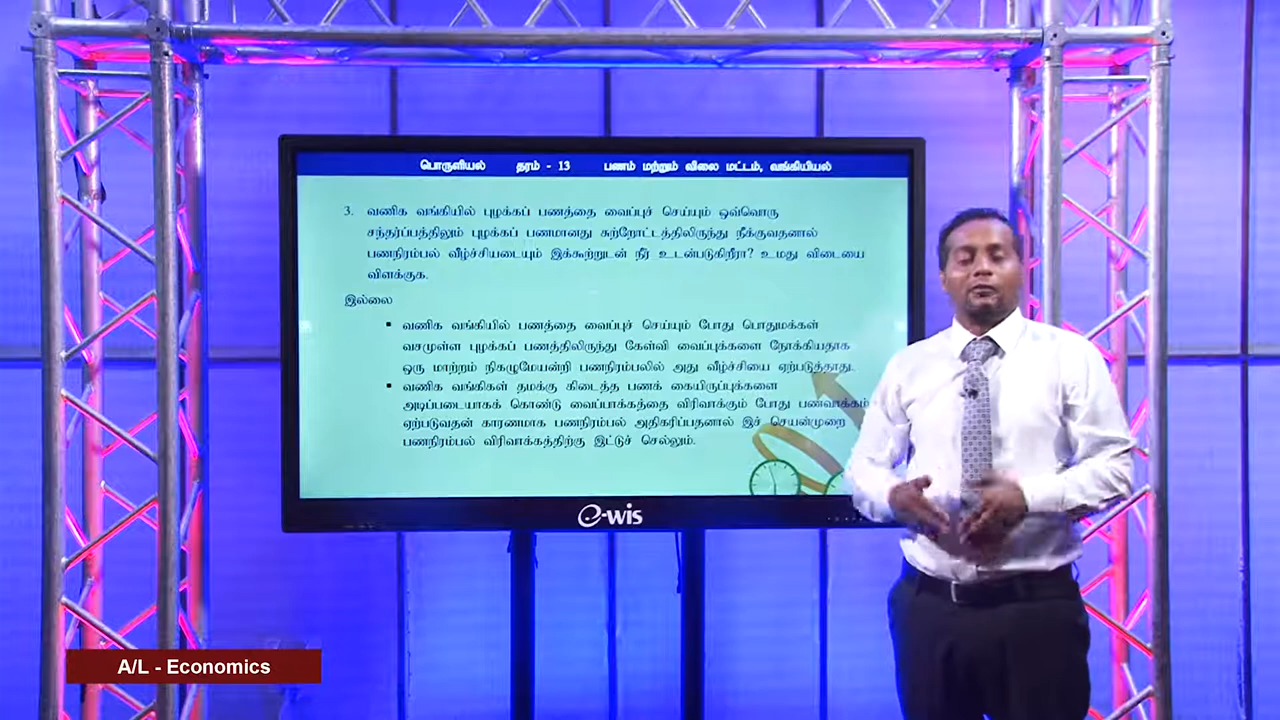 பொருளியல் தரம் - 13 பணம் மற்றும் விலை மட்டம், வங்கியியல்
3. வணிக வங்கியில் புழக்கப் பணத்தை வைப்புச் செய்யும் ஒவ்வொரு
சந்தர்ப்பத்திலும் புழக்கப் பணமானது சுற்றோட்டத்திலிருந்து நீக்குவதனால்
பணநிரம்பல் வீழ்ச்சியடையும் இக்கூற்றுடன் நீர் உடன்படுகிறீரா? உமது விடையை
விளக்குக.
இல்லை
▪ வணிக வங்கியில் பணத்தை வைப்புச் செய்யும் போது பொதுமக்கள்
வசமுள்ள புழக்கப் பணத்திலிருந்து கேள்வி வைப்புக்களை நோக்கியதாக
ஒரு மாற்றம் நிகழுமேயன்றி பணநிரம்பலில் அது வீழ்ச்சியை ஏற்படுத்தாது.
▪ வணிக வங்கிகள் தமக்கு கிடைத்த பணக் கையிருப்புக்களை
அடிப்படையாகக் கொண்டு வைப்பாக்கத்தை விரிவாக்கும் போது பணவாக்கம்
ஏற்படுவதன் காரணமாக பணநிரம்பல் அதிகரிப்பதனால் இச் செயன்முறை
பணநிரம்பல் விரிவாக்கத்திற்கு இட்டுச் செல்லும்.
e-wis
A/L - Economics